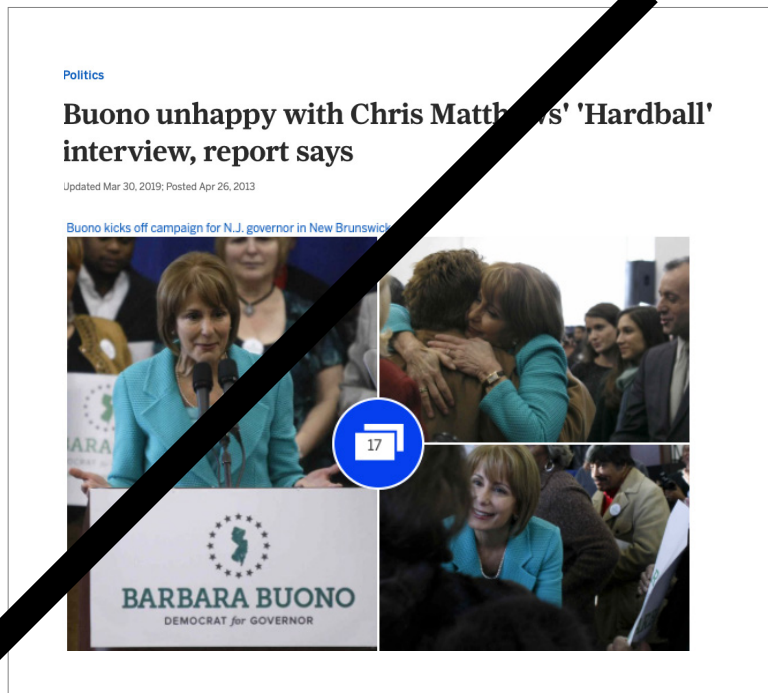 Politics
Buono unhappy with Chris Matthews' 'Hardball'
interview, report says
Updated Mar 30, 2019; Posted Apr 26, 2013
Buono kicks off campaign for N.J. governor in New Brunswick
17
BARBARA BUONO
DEMOCRAT for GOVERNOR